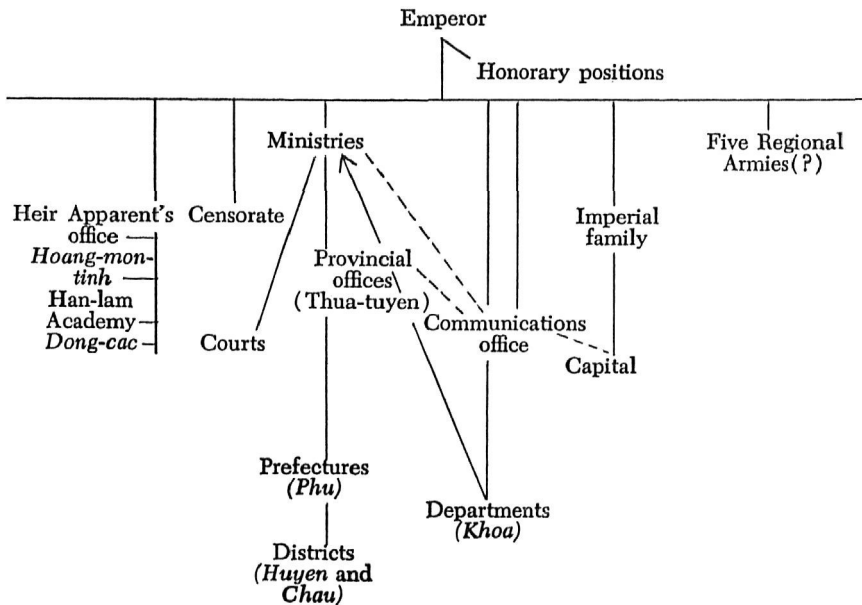 Emperor
Honorary positions
Ministries
Five Regional
Armies(?)
Heir Apparent's
office
Hoang-mon-
tinh
Han-lam
Academy
Dong-cac
Censorate
Courts
Provincial
offices
(Thua-tuyen)
Imperial
family
Communications
office
Capital
Prefectures
(Phu)
Departments
(Khoa)
Districts
(Huyen and
Chau)